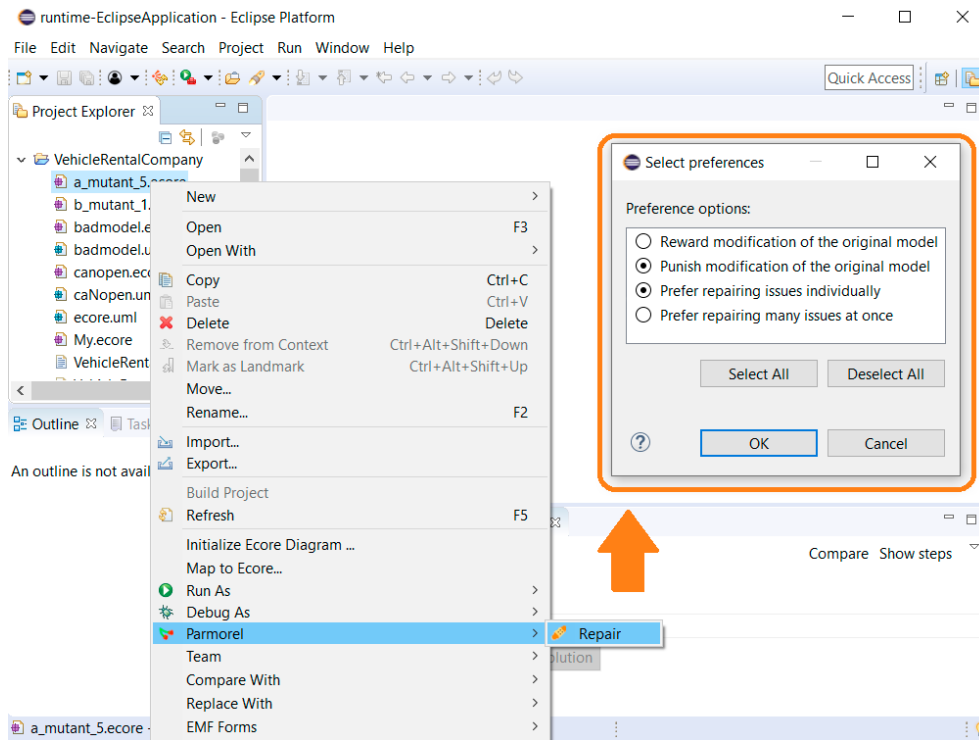 runtime-EclipseApplication - Eclipse Platform
File Edit Navigate Search Project Run Window Help
Quick Access
Project Explorer
VehicleRentalCompany
a_mutant_5.ecore
b_mutant_1.
badmodel.e
badmodel.u
canopen.eco
caNopen.un
ecore.uml
My.ecore
VehicleRent
Outline Task
An outline is not avail
New
Open F3
Open With
Copy Ctrl+C
Paste Ctrl+V
Delete Delete
Remove from Context Ctrl+Alt+Shift+Down
Mark as Landmark Ctrl+Alt+Shift+Up
Move...
Rename... F2
Import...
Export...
Build Project
Refresh F5
Initialize Ecore Diagram ...
Map to Ecore...
Run As
Debug As
Parmorel
Team
Compare With
Replace With
EMF Forms
Repair
Select preferences
Preference options:
Reward modification of the original model
Punish modification of the original model
Prefer repairing issues individually
Prefer repairing many issues at once
Select All Deselect All
OK Cancel
Compare Show steps
olution
a_mutant_5.ecore -